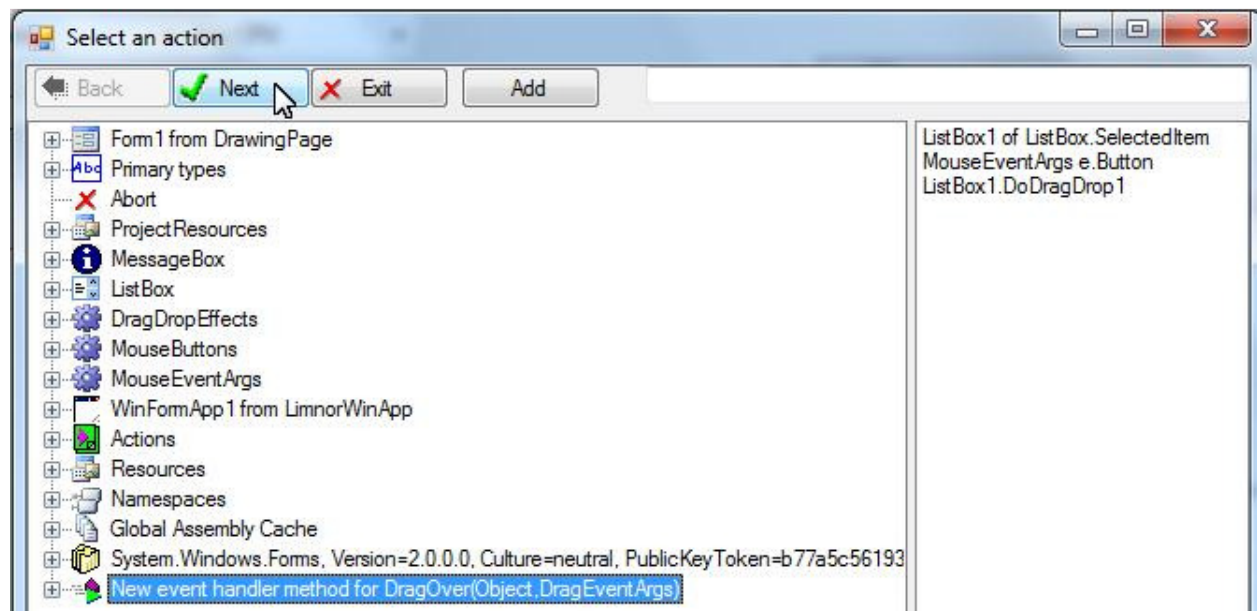 Select an action
Back Next Exit Add
Form1 from DrawingPage
Abc Primary types
Abort
ProjectResources
MessageBox
ListBox
DragDropEffects
MouseButtons
MouseEventArgs
WinFormApp1 from LimnorWinApp
Actions
Resources
Namespaces
Global Assembly Cache
System.Windows.Forms, Version=2.0.0.0, Culture=neutral, PublicKeyToken=b77a5c56193
New event handler method for DragOver(Object,DragEventArgs)
ListBox1 of ListBox.SelectedItem
MouseEventArgs e.Button
ListBox1.DoDragDrop1